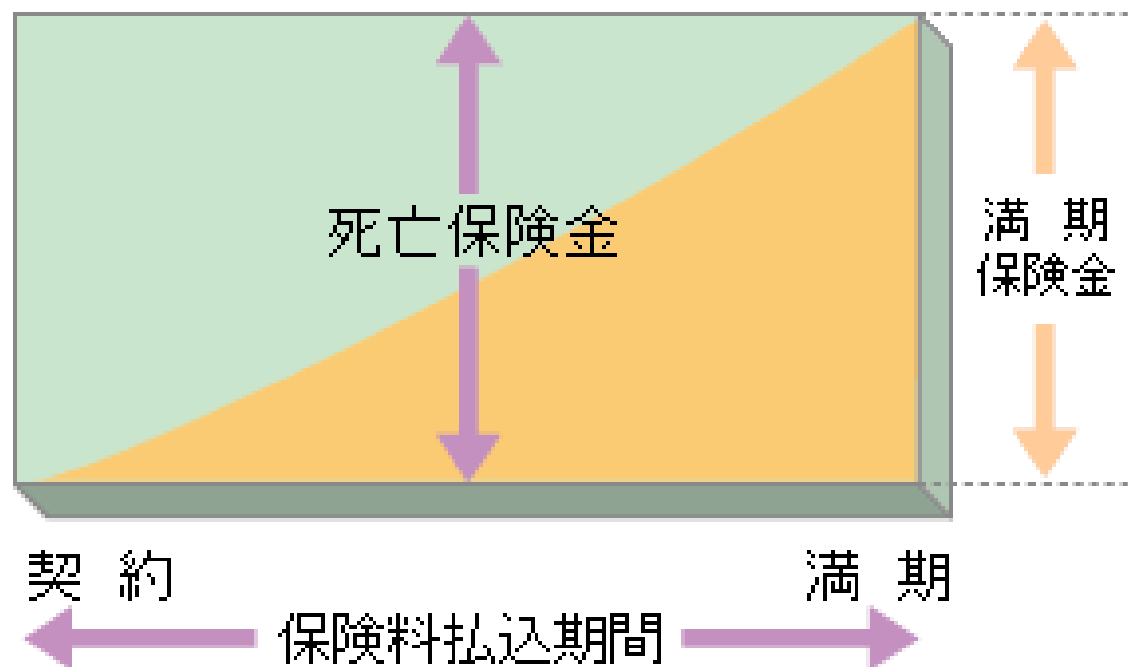 死亡保険金
満 期
保険金
契 約
満 期
保険料払込期間